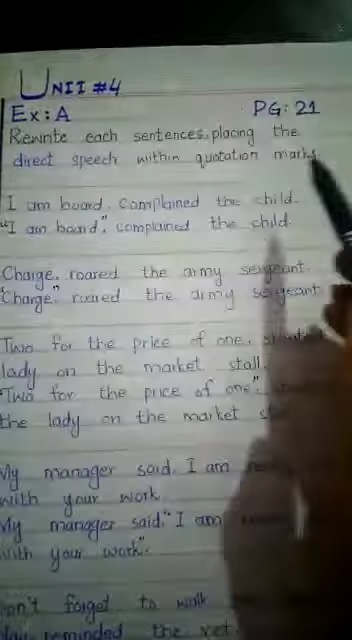 UNIT #4
Ex: A PG: 21
Rewrite each sentences, placing the
direct speech within quotation marks
I am board. Complained the child.
"I am board", complained the child.
Charge. roared the army sergeant.
"Charge" roared the army sergeant
Two for the price of one,
lady on the market stall.
"Two for the price of one",
the lady on the market
My manager said. I am
with your work.
My manager said," I am
with your work".
Don't forget to walk
reminded the vet